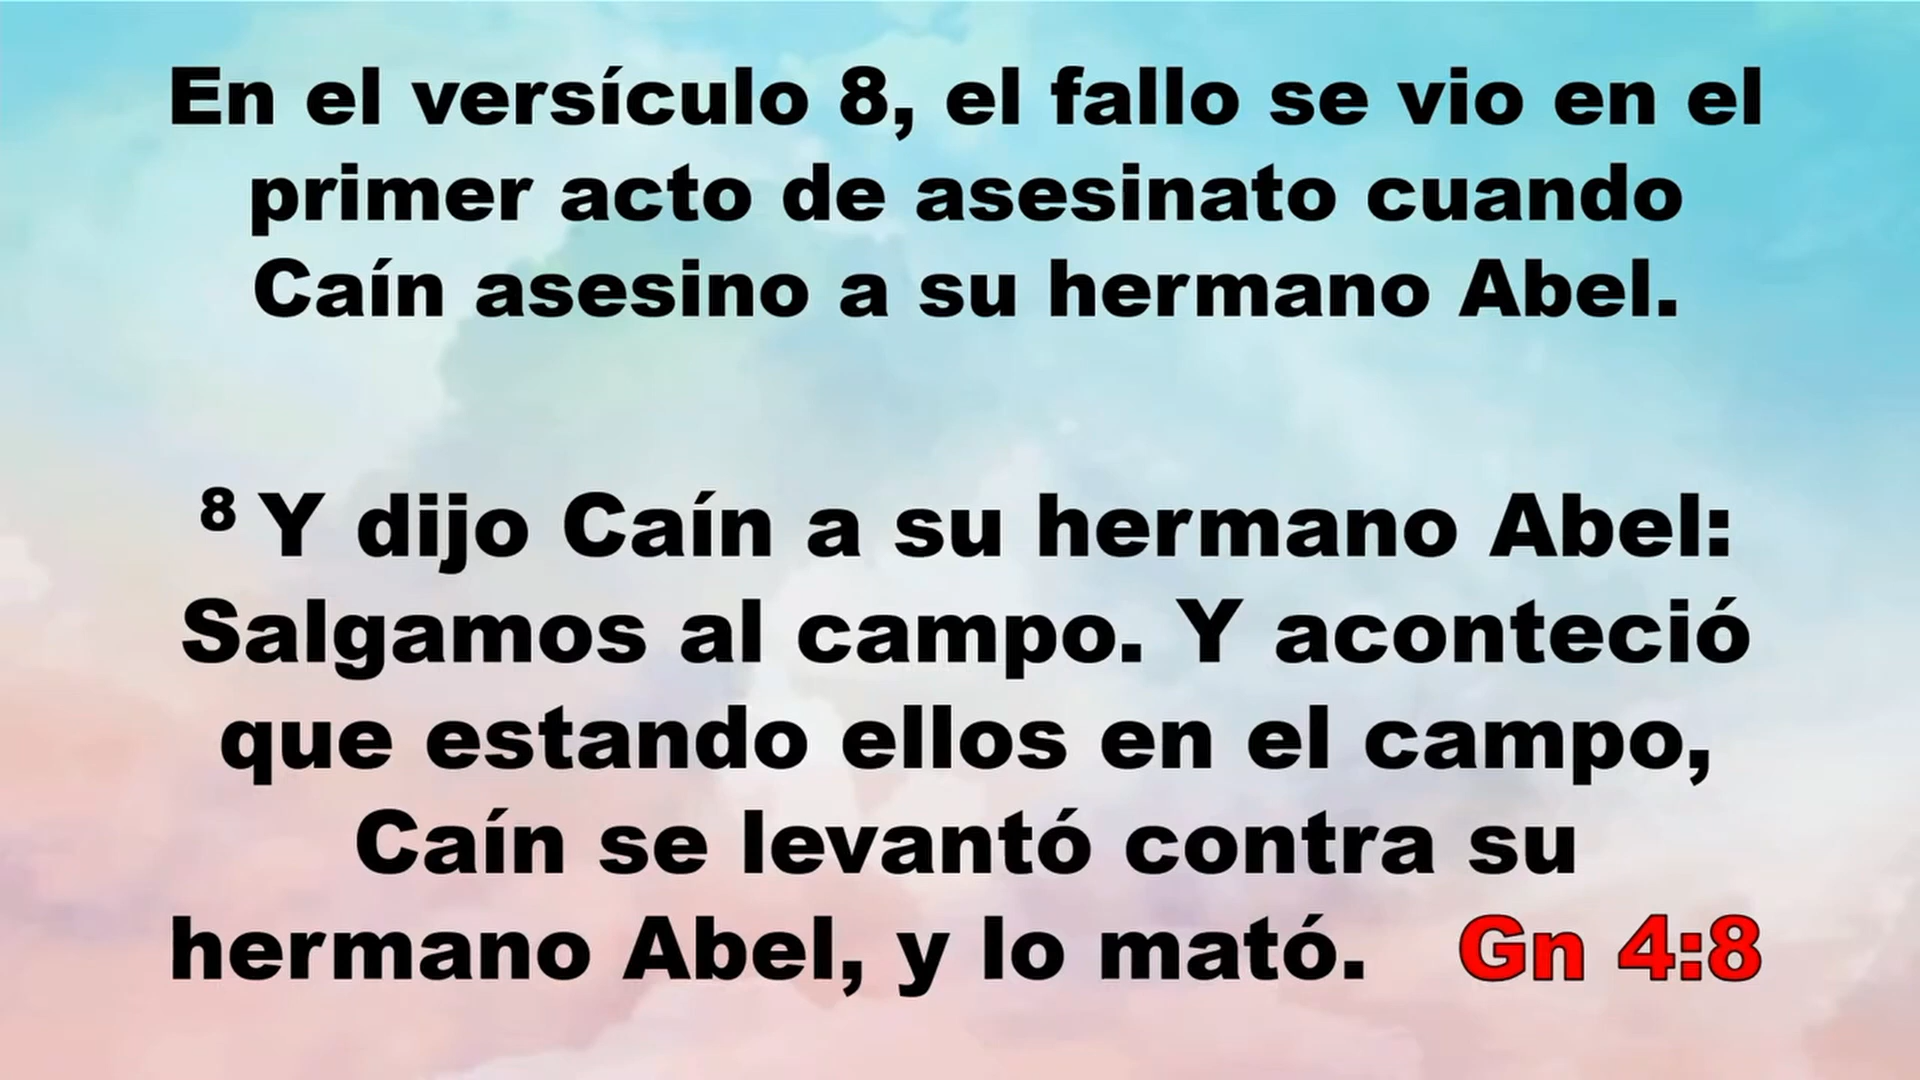 En el versículo 8, el fallo se vio en el
primer acto de asesinato cuando
Caín asesino a su hermano Abel.
8 Y dijo Caín a su hermano Abel:
Salgamos al campo. Y aconteció
que estando ellos en el campo,
Caín se levantó contra su
hermano Abel, y lo mató. Gn 4:8